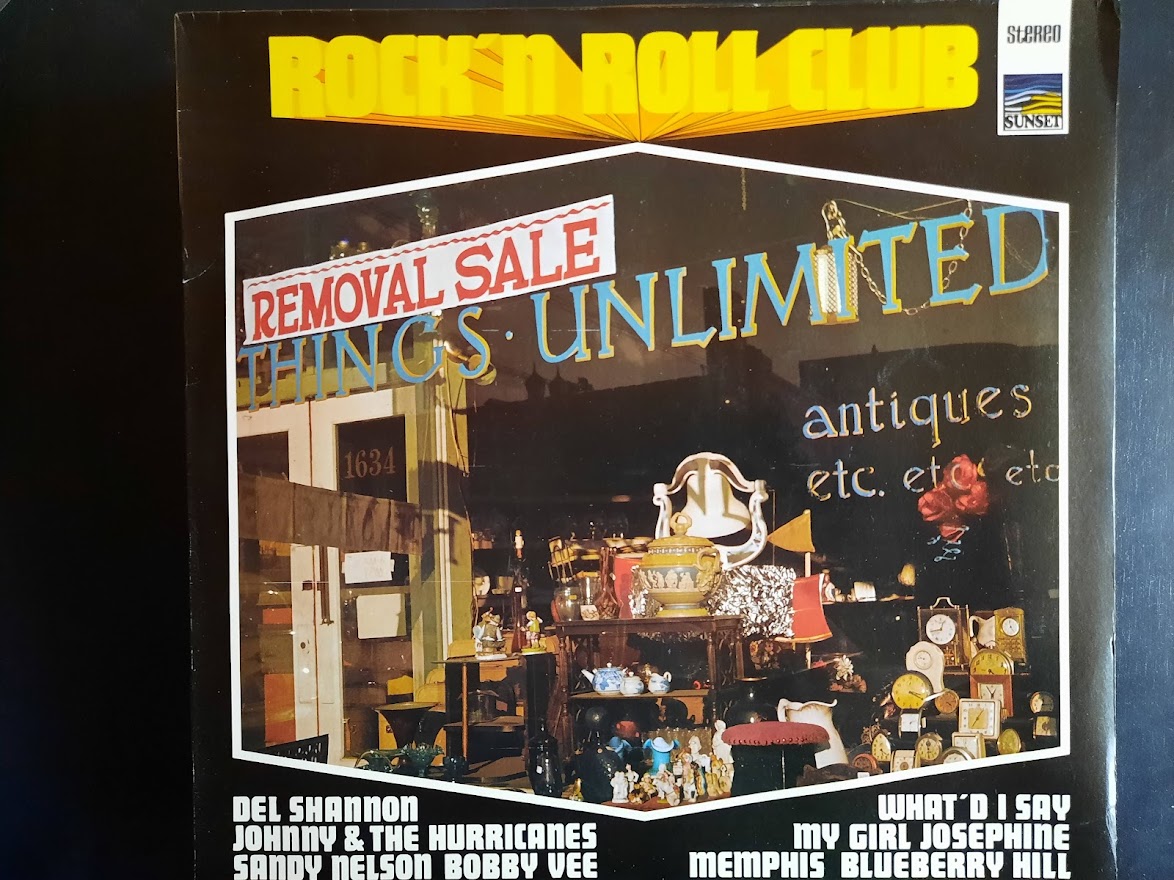 ROCK'N ROLL CLUB
Stereo
SUNSET
REMOVAL SALE
THINGS · UNLIMITED
antiques
etc. etc. etc
1634
DEL SHANNON
JOHNNY & THE HURRICANES
SANDY NELSON BOBBY VEE
WHAT'D I SAY
MY GIRL JOSEPHINE
MEMPHIS BLUEBERRY HILL